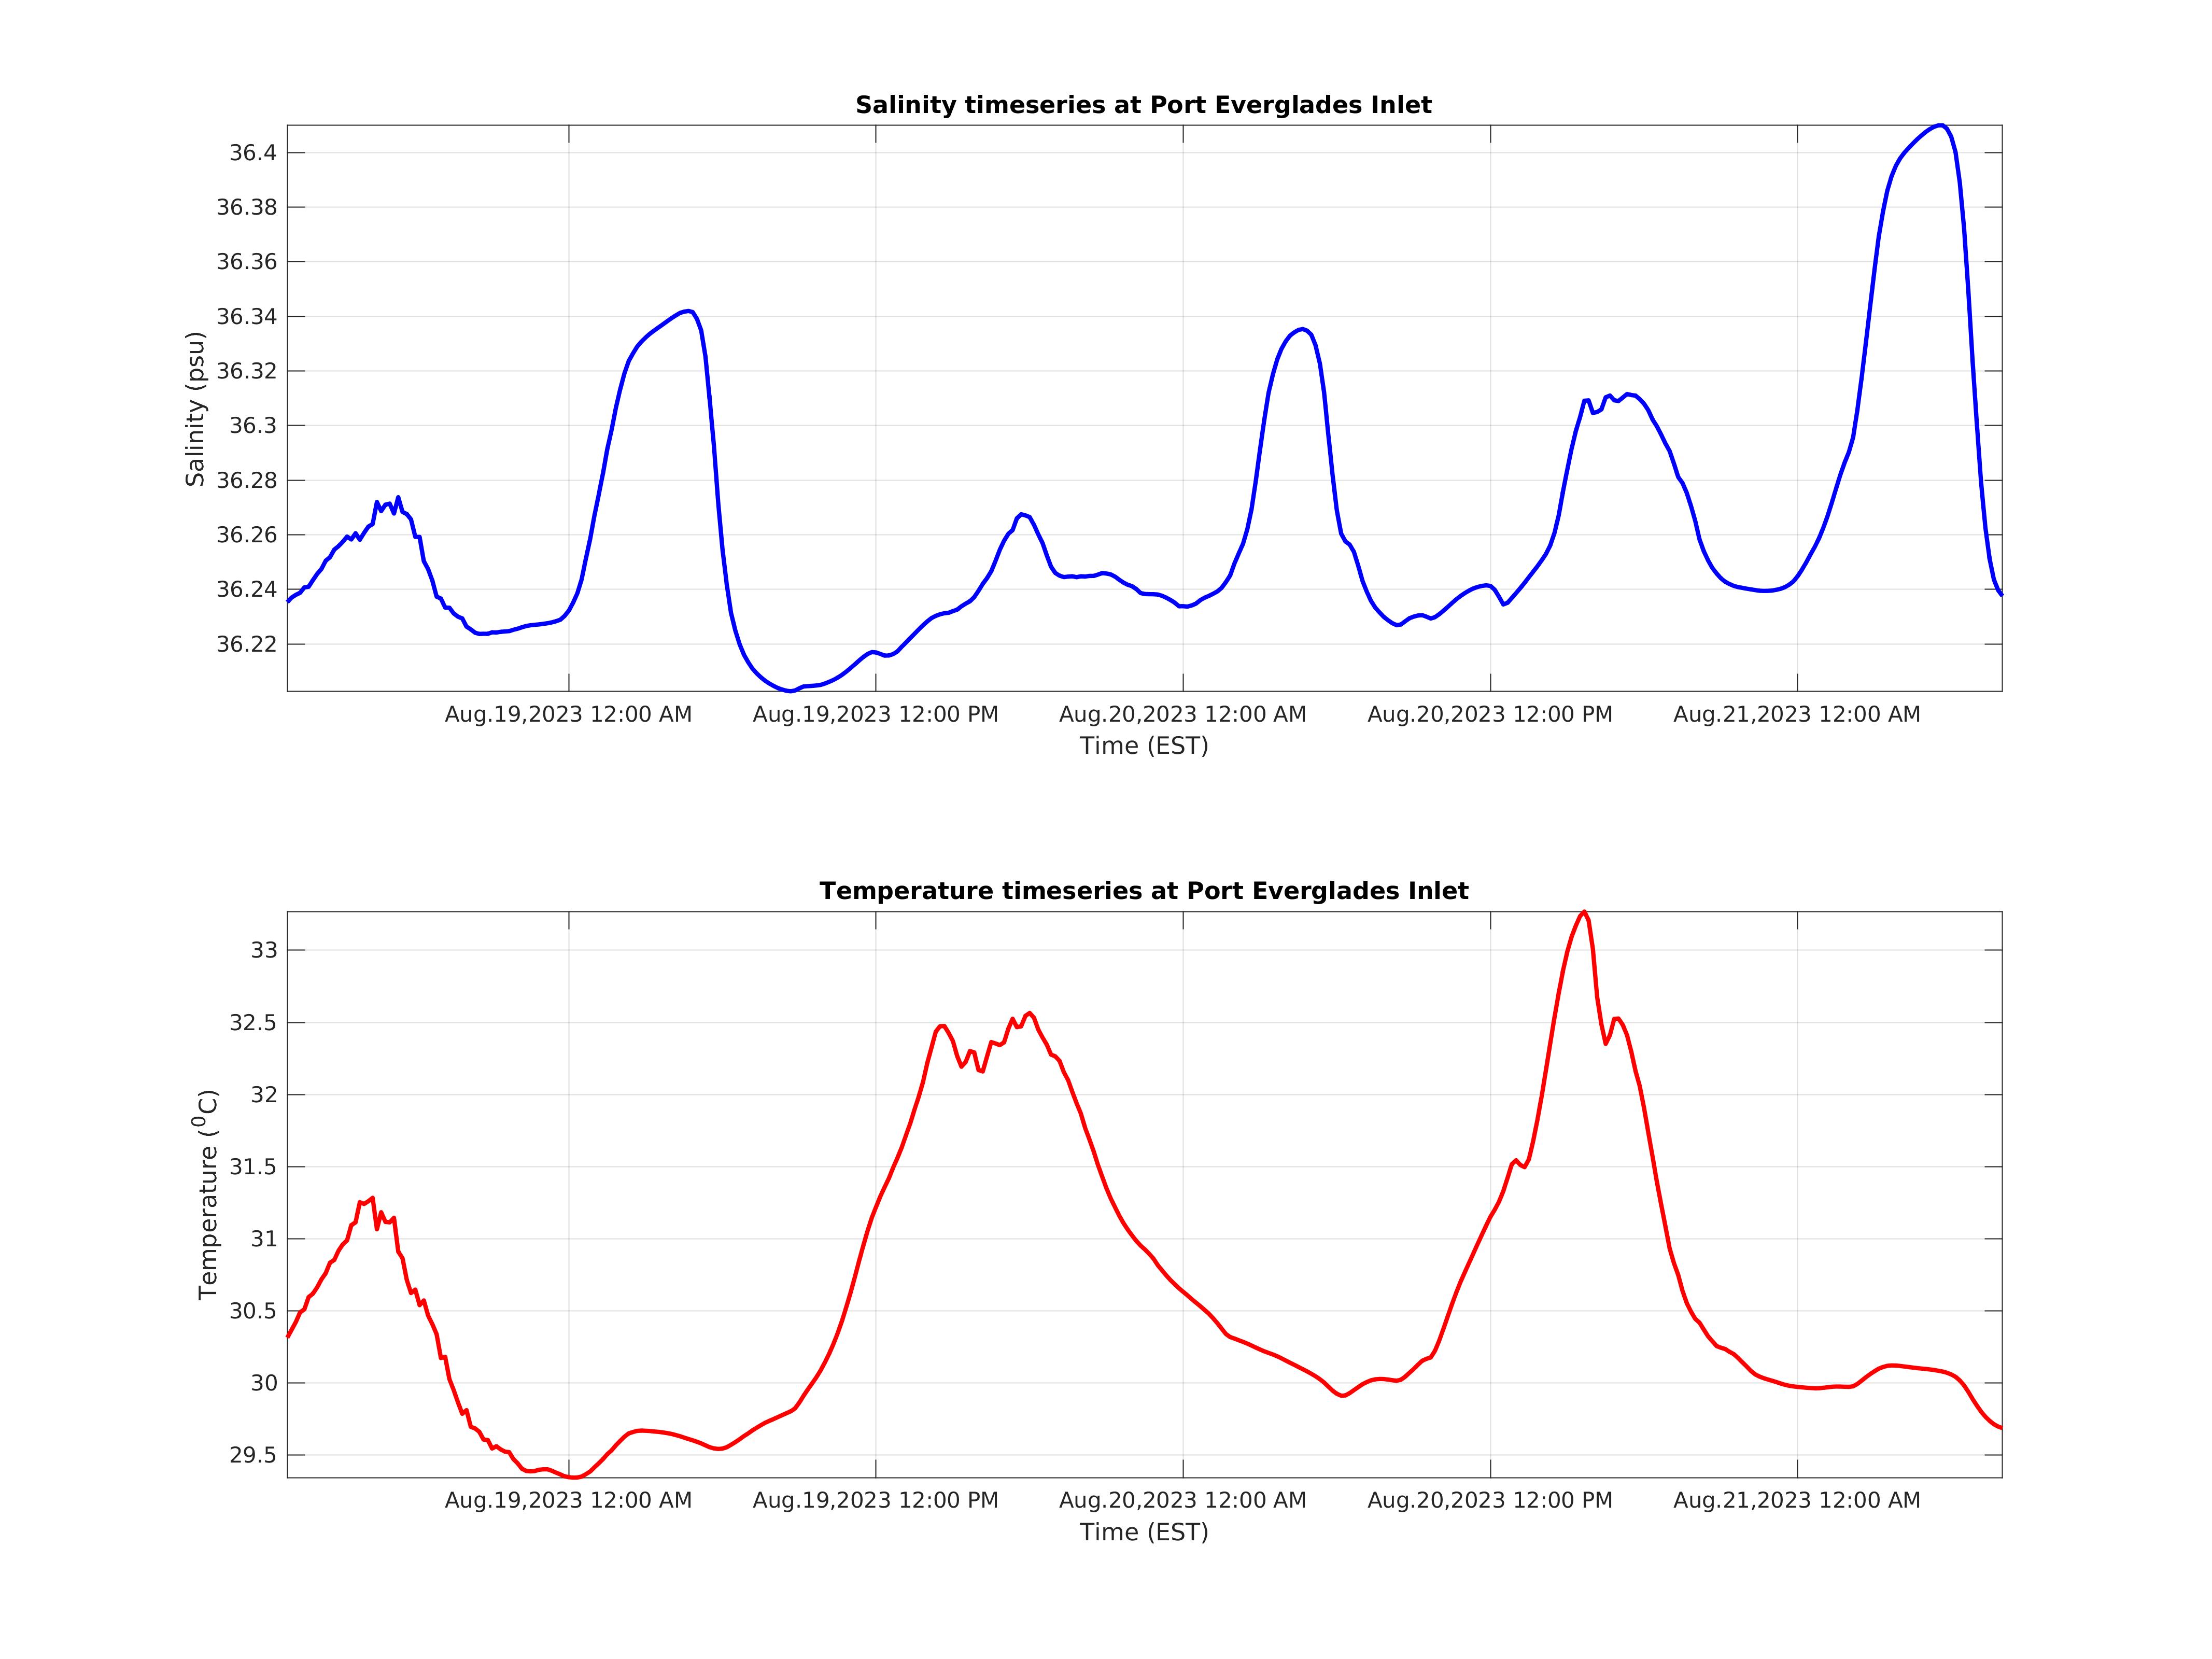 Salinity timeseries at Port Everglades Inlet
Salinity (psu)
36.4
36.38
36.36
36.34
36.32
36.3
36.28
36.26
36.24
36.22
Aug.19,2023 12:00 AM
Aug.19,2023 12:00 PM
Aug.20,2023 12:00 AM
Aug.20,2023 12:00 PM
Aug.21,2023 12:00 AM
Time (EST)
Temperature timeseries at Port Everglades Inlet
Temperature (⁰C)
33
32.5
32
31.5
31
30.5
30
29.5
Aug.19,2023 12:00 AM
Aug.19,2023 12:00 PM
Aug.20,2023 12:00 AM
Aug.20,2023 12:00 PM
Aug.21,2023 12:00 AM
Time (EST)